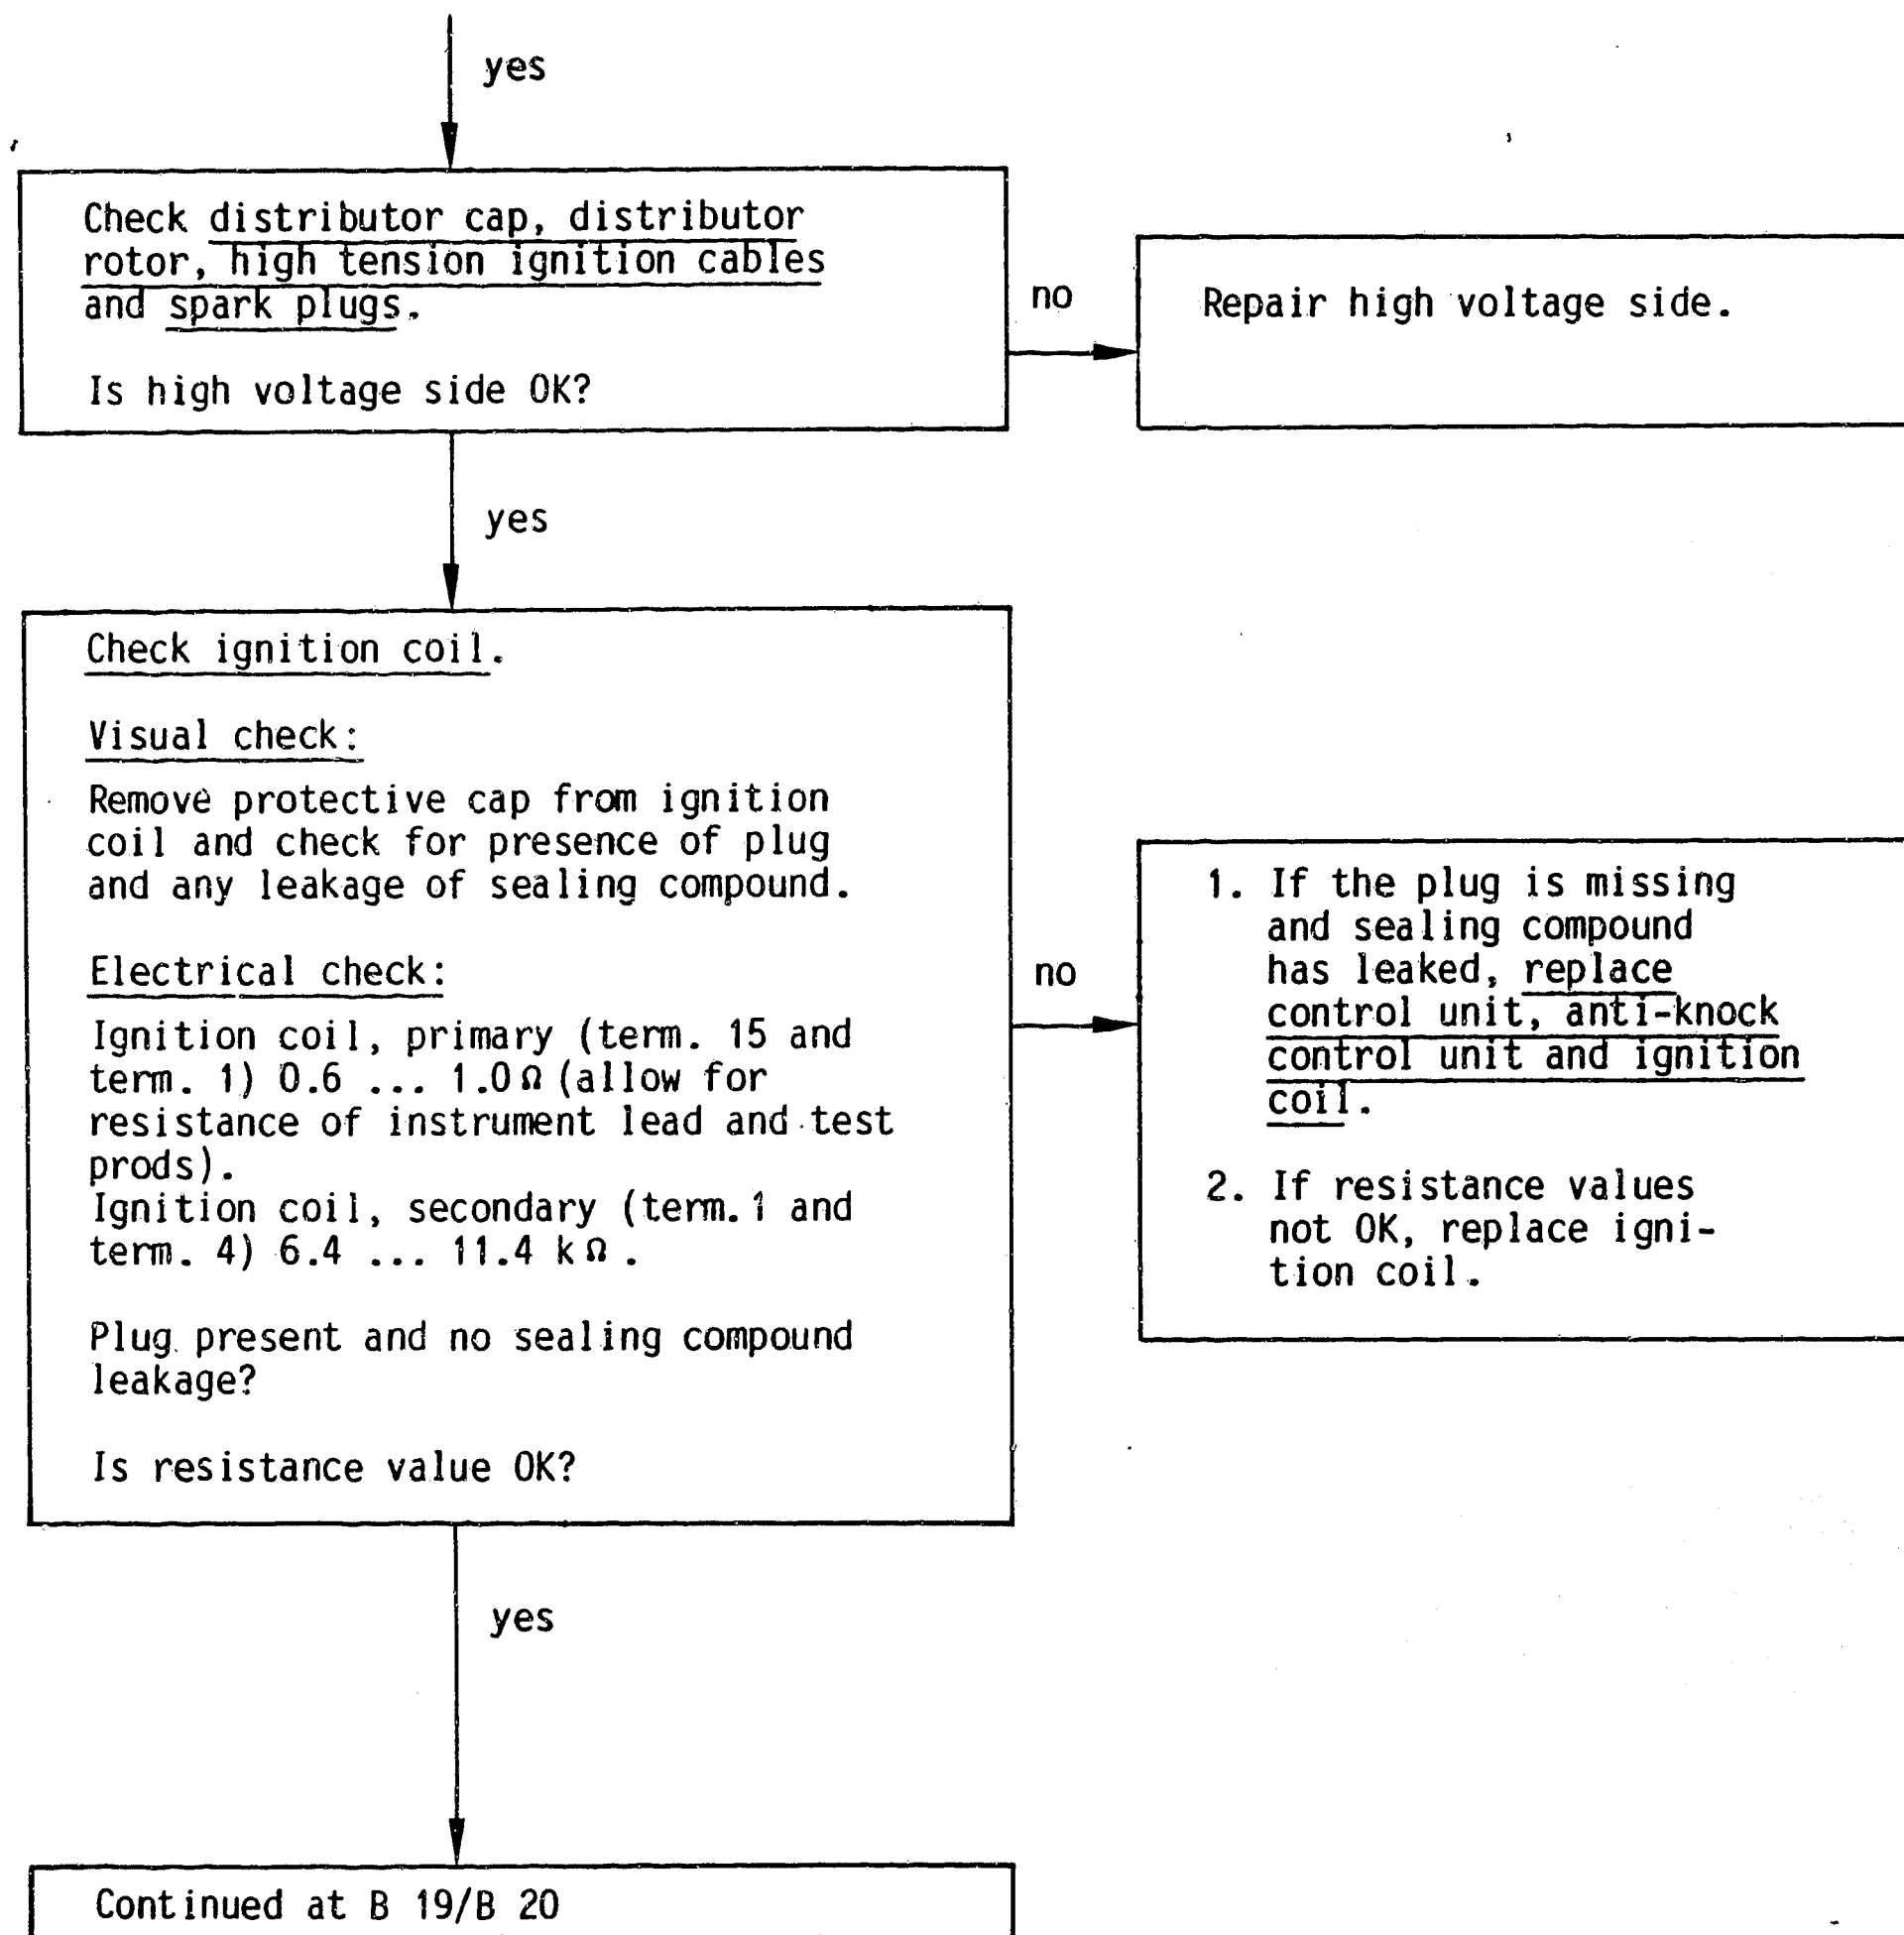 yes
Check distributor cap, distributor
rotor, high tension ignition cables
and spark plugs.
Is high voltage side OK?
no
Repair high voltage side.
yes
Check ignition coil.
Visual check:
Remove protective cap from ignition
coil and check for presence of plug
and any leakage of sealing compound.
Electrical check:
Ignition coil, primary (term. 15 and
term. 1) 0.6 ... 1.0 Ω (allow for
resistance of instrument lead and test
prods).
Ignition coil, secondary (term. 1 and
term. 4) 6.4 ... 11.4 kΩ.
Plug present and no sealing compound
leakage?
Is resistance value OK?
no
1. If the plug is missing
and sealing compound
has leaked, replace
control unit, anti-knock
control unit and ignition
coil.
2. If resistance values
not OK, replace igni-
tion coil.
yes
Continued at B 19/B 20